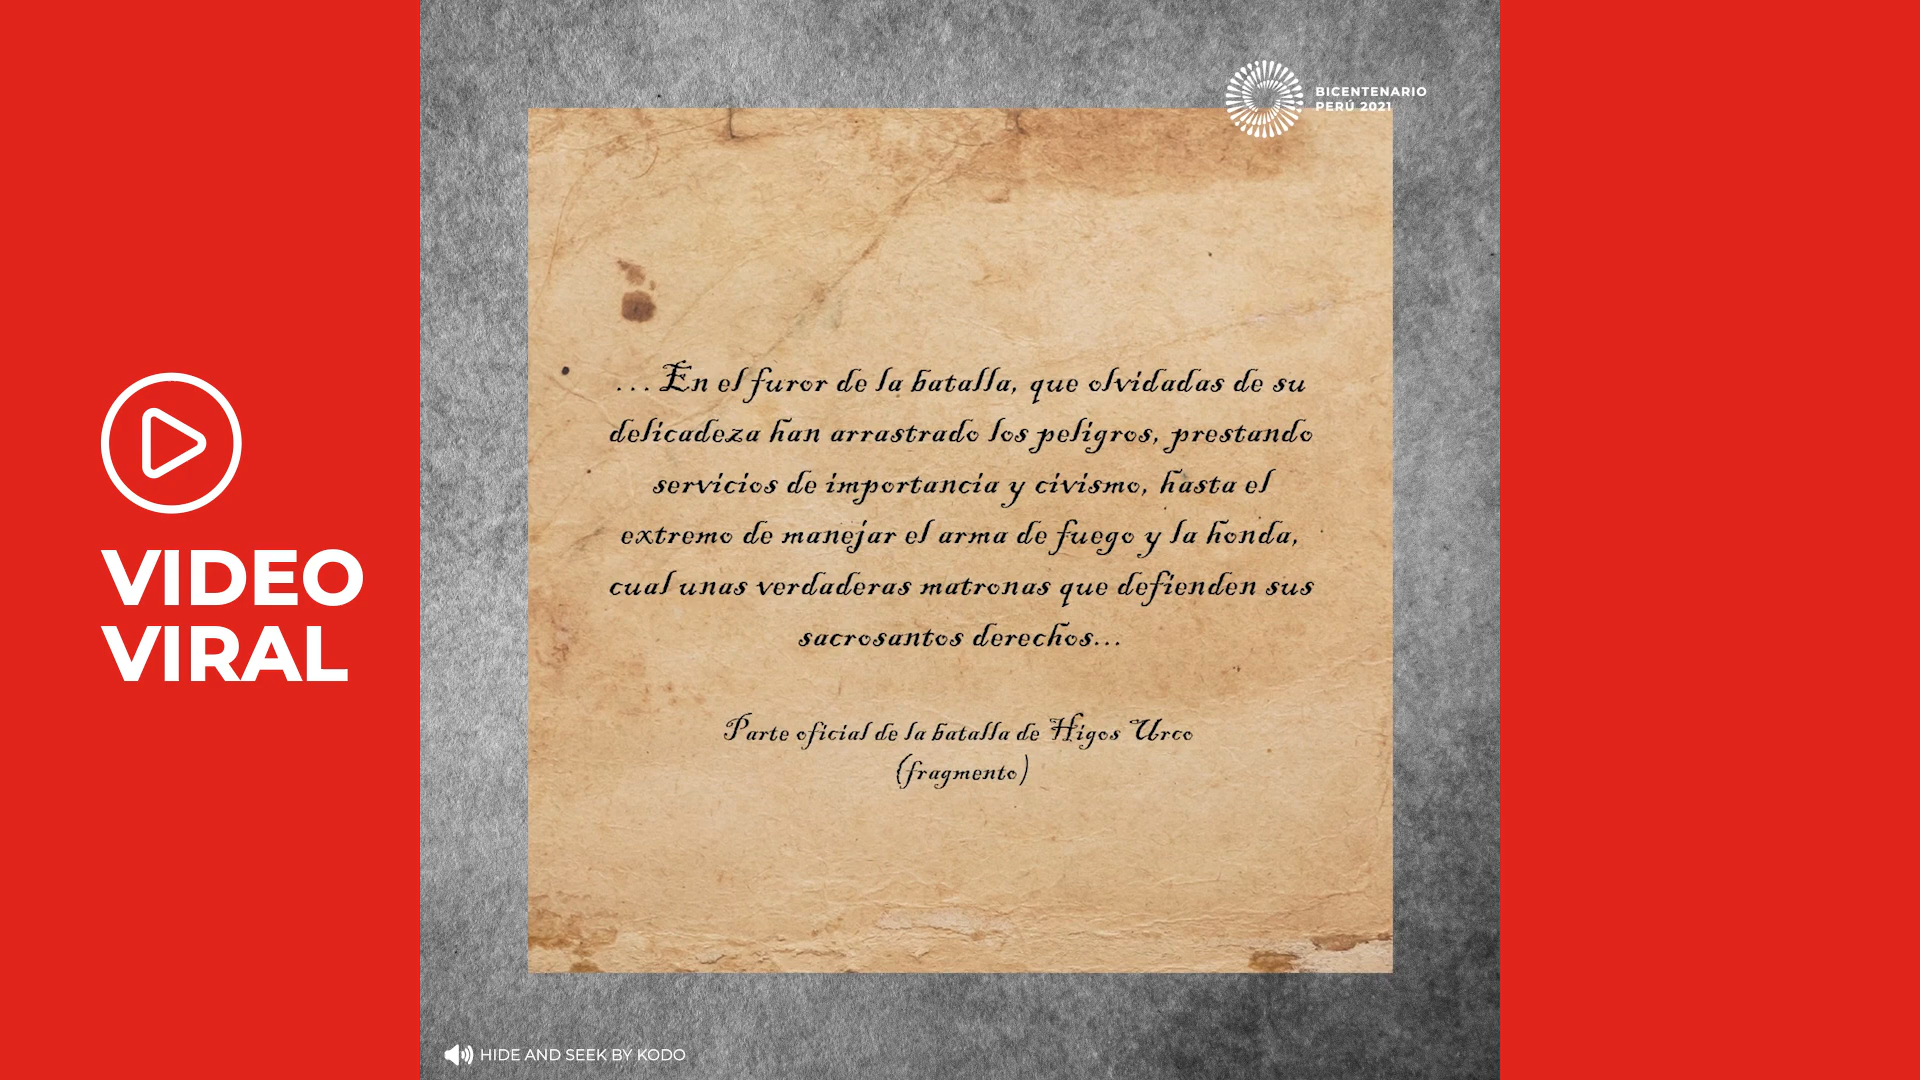 BICENTENARIO
PERÚ 2021
...En el furor de la batalla, que olvidadas de su
delicadeza han arrastrado los peligros, prestando
servicios de importancia y civismo, hasta el
extremo de manejar el arma de fuego y la honda,
cual unas verdaderas matronas que defienden sus
sacrosantos derechos...
Parte oficial de la batalla de Higos Urco
(fragmento)
VIDEO
VIRAL
HIDE AND SEEK BY KODO